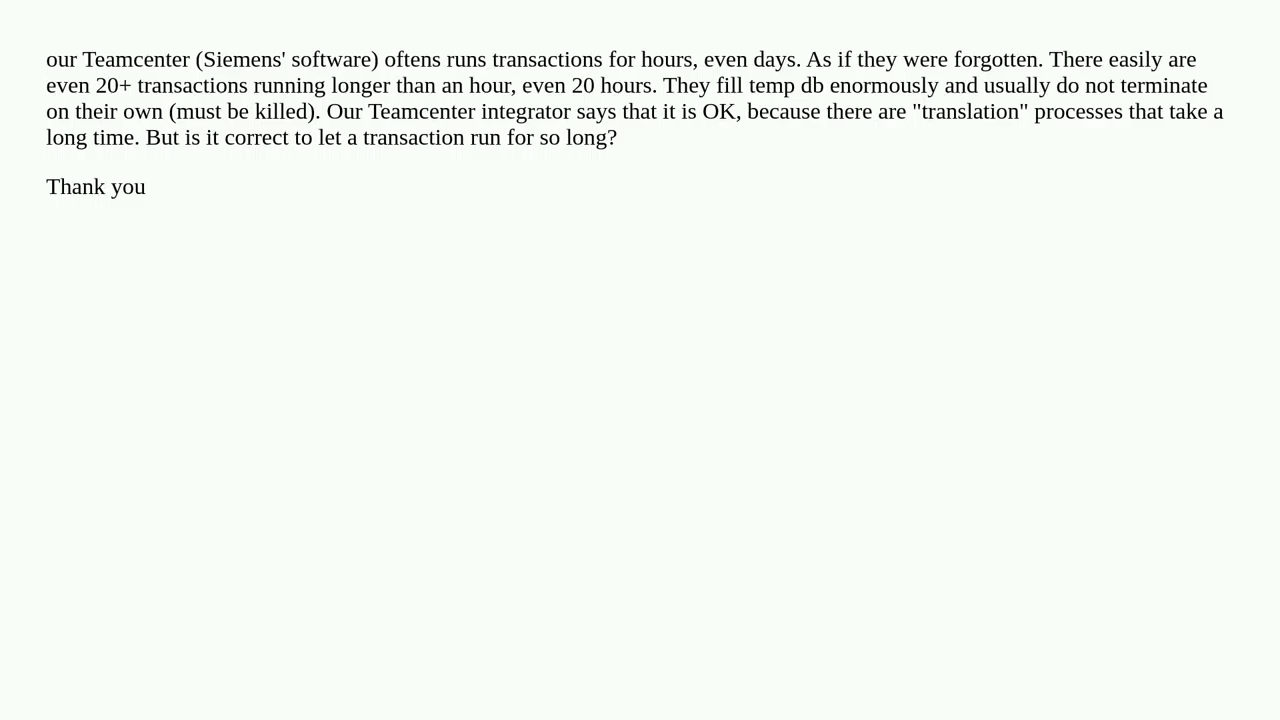 our Teamcenter (Siemens' software) oftens runs transactions for hours, even days. As if they were forgotten. There easily are
even 20+ transactions running longer than an hour, even 20 hours. They fill temp db enormously and usually do not terminate
on their own (must be killed). Our Teamcenter integrator says that it is OK, because there are "translation" processes that take a
long time. But is it correct to let a transaction run for so long?
Thank you